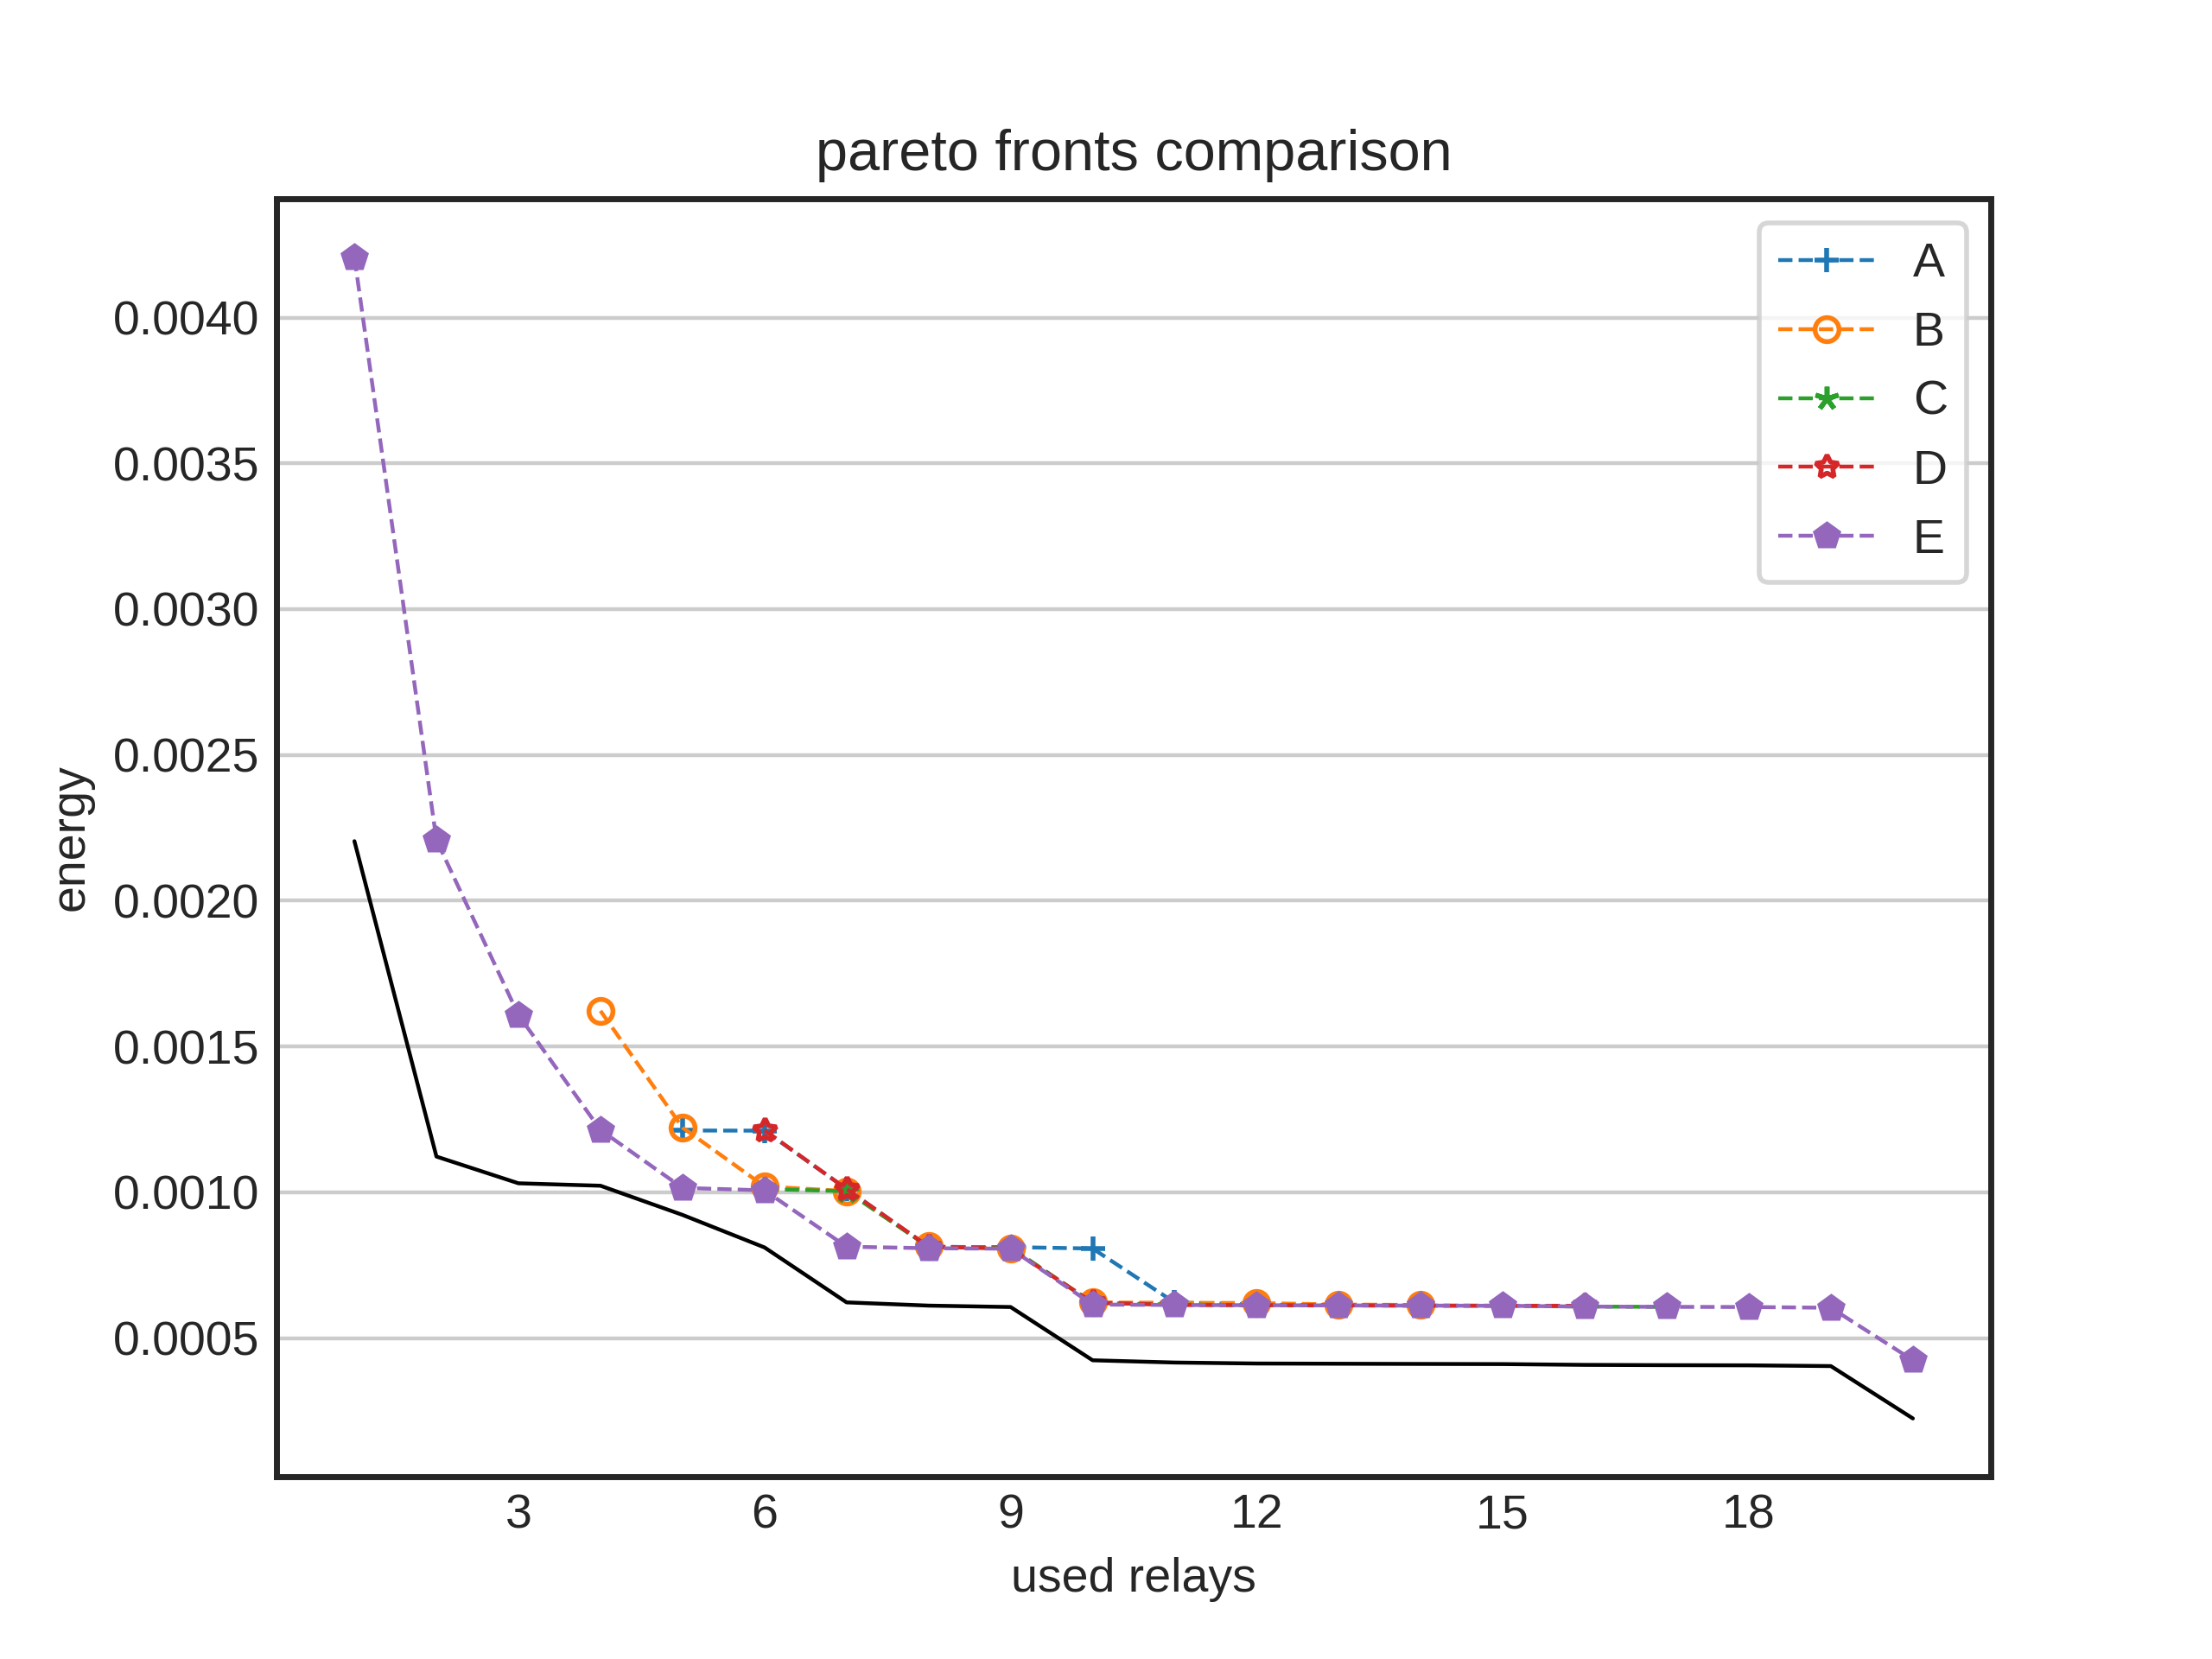 pareto fronts comparison
A
B
C
D
E
0.0040
0.0035
0.0030
0.0025
0.0020
0.0015
0.0010
0.0005
energy
3 6 9 12 15 18
used relays